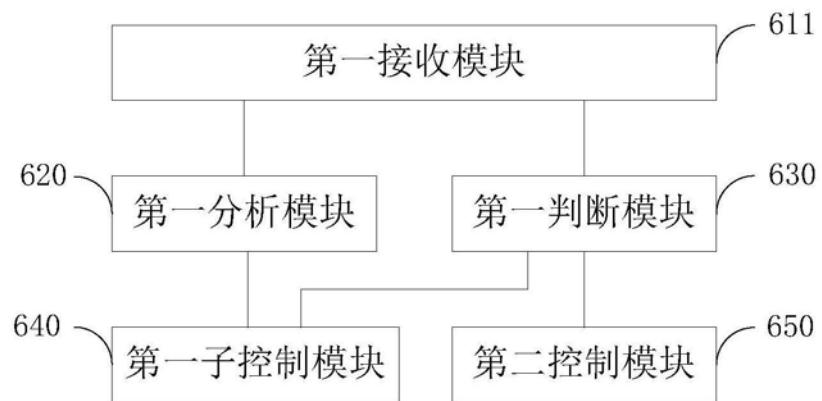 第一接收模块
611
620
第一分析模块
第一判断模块
630
640
第一子控制模块
第二控制模块
650